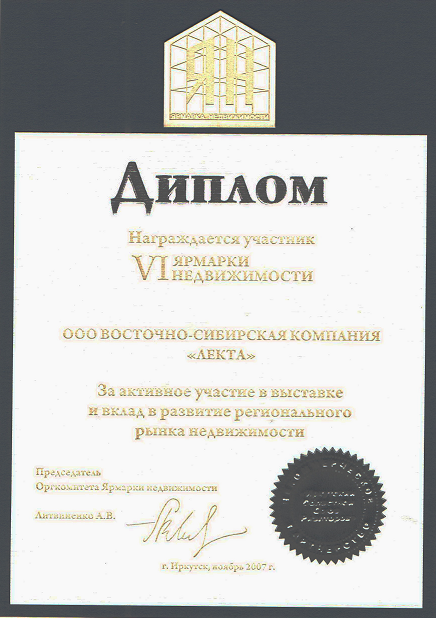 ЯН
ЯРМАРКА НЕДВИЖИМОСТИ
Диплом
Награждается участник
VI ЯРМАРКИ
НЕДВИЖИМОСТИ
ООО ВОСТОЧНО-СИБИРСКАЯ КОМПАНИЯ
«ЛЕКТА»
За активное участие в выставке
и вклад в развитие регионального
рынка недвижимости
Председатель
Оргкомитета Ярмарки недвижимости
Литвиненко А.В.
г. Иркутск, ноябрь 2007 г.